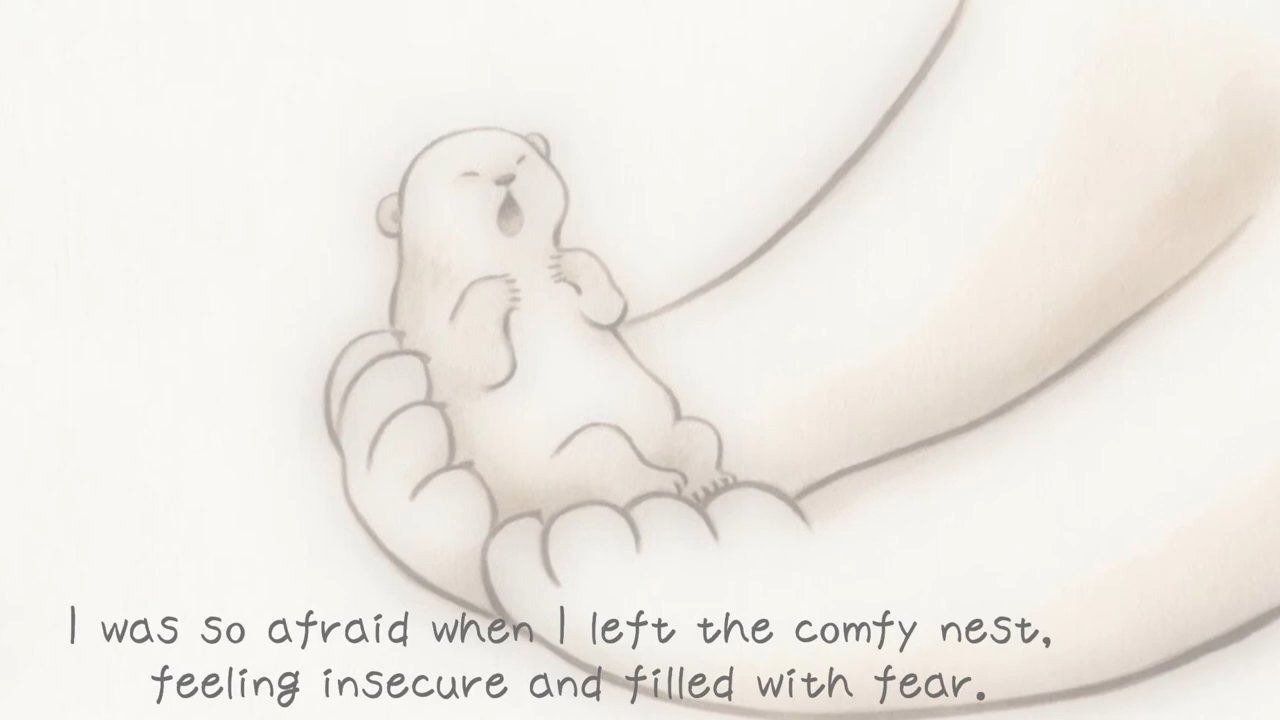 I was so afraid when I left the comfy nest,
feeling insecure and filled with fear.